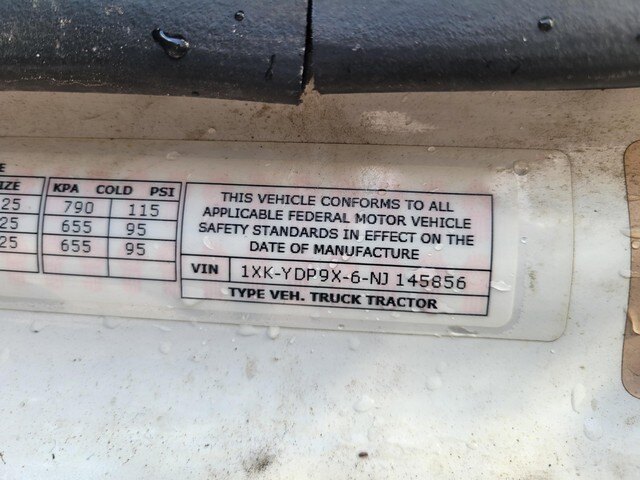 E
IZE
KPA COLD PSI
25 790 115
25 655 95
25 655 95
THIS VEHICLE CONFORMS TO ALL
APPLICABLE FEDERAL MOTOR VEHICLE
SAFETY STANDARDS IN EFFECT ON THE
DATE OF MANUFACTURE
VIN 1XK-YDP9X-6-NJ 145856
TYPE VEH. TRUCK TRACTOR